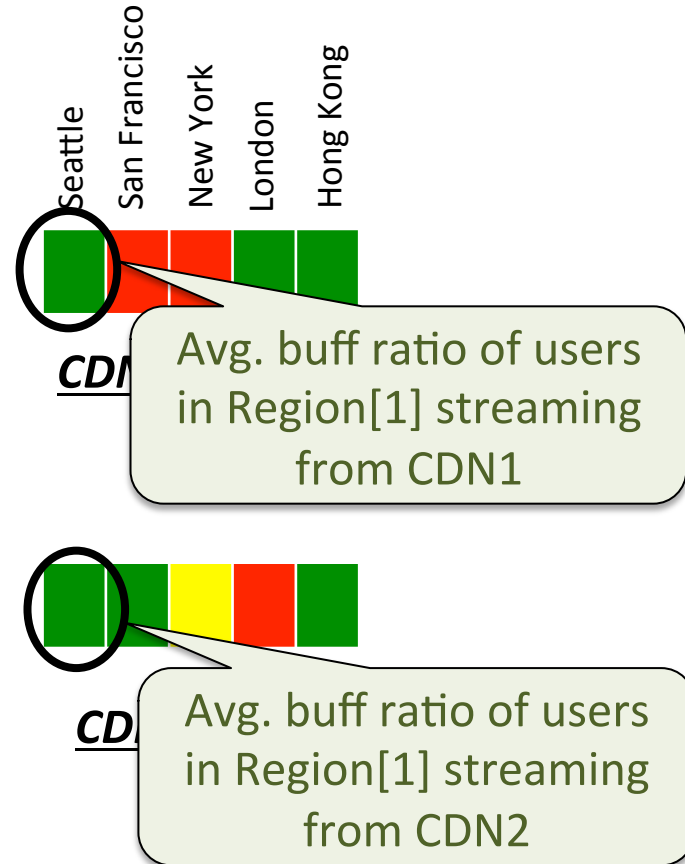 Seattle
San Francisco
New York
London
Hong Kong
Avg. buff ratio of users
in Region[1] streaming
from CDN1
Avg. buff ratio of users
in Region[1] streaming
from CDN2